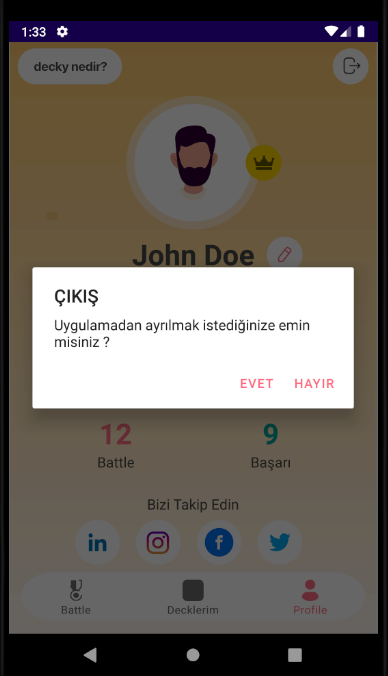 1:33
decky nedir?
John Doe
ÇIKIŞ
Uygulamadan ayrılmak istediğinize emin
misiniz ?
EVET HAYIR
12 9
Battle Başarı
Bizi Takip Edin
in f
Battle Decklerim Profile